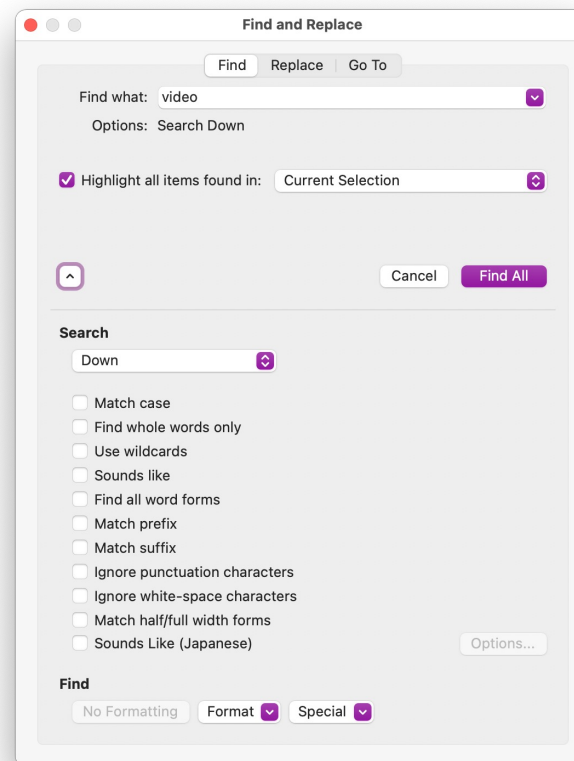 Find and Replace
Find Replace Go To
Find what: video
Options: Search Down
Highlight all items found in: Current Selection
Cancel Find All
Search
Down
Match case
Find whole words only
Use wildcards
Sounds like
Find all word forms
Match prefix
Match suffix
Ignore punctuation characters
Ignore white-space characters
Match half/full width forms
Sounds Like (Japanese) Options...
Find
No Formatting Format Special